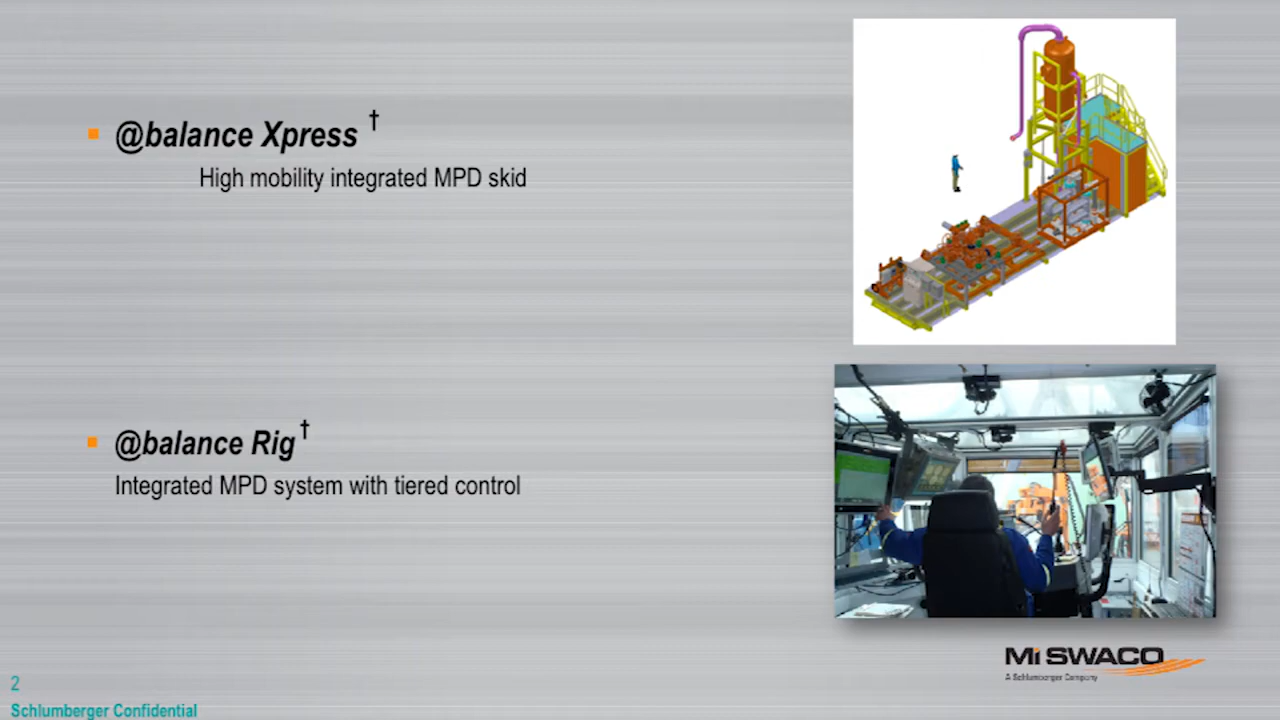 @balance Xpress †
High mobility integrated MPD skid
@balance Rig †
Integrated MPD system with tiered control
Mi SWACO
A Schlumberger Company
2
Schlumberger Confidential